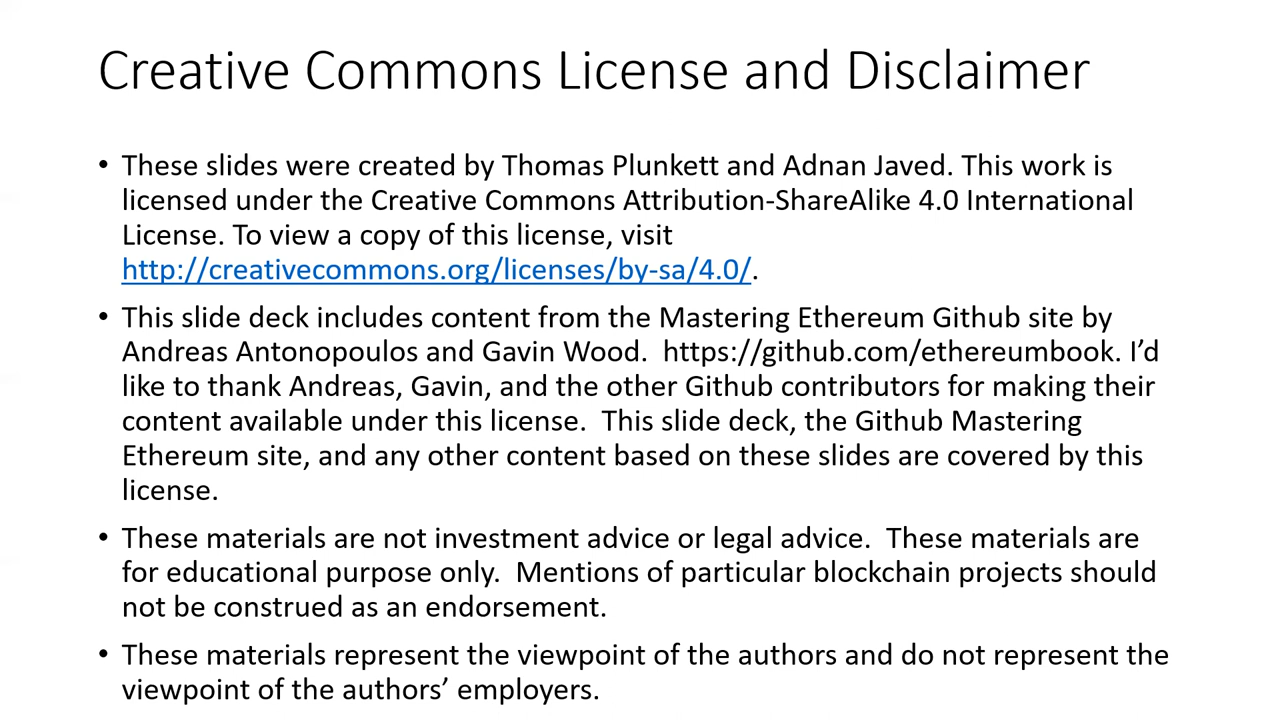 Creative Commons License and Disclaimer
• These slides were created by Thomas Plunkett and Adnan Javed. This work is
licensed under the Creative Commons Attribution-ShareAlike 4.0 International
License. To view a copy of this license, visit
http://creativecommons.org/licenses/by-sa/4.0/.
• This slide deck includes content from the Mastering Ethereum Github site by
Andreas Antonopoulos and Gavin Wood.  https://github.com/ethereumbook. I’d
like to thank Andreas, Gavin, and the other Github contributors for making their
content available under this license.  This slide deck, the Github Mastering
Ethereum site, and any other content based on these slides are covered by this
license.
• These materials are not investment advice or legal advice.  These materials are
for educational purpose only.  Mentions of particular blockchain projects should
not be construed as an endorsement.
• These materials represent the viewpoint of the authors and do not represent the
viewpoint of the authors’ employers.